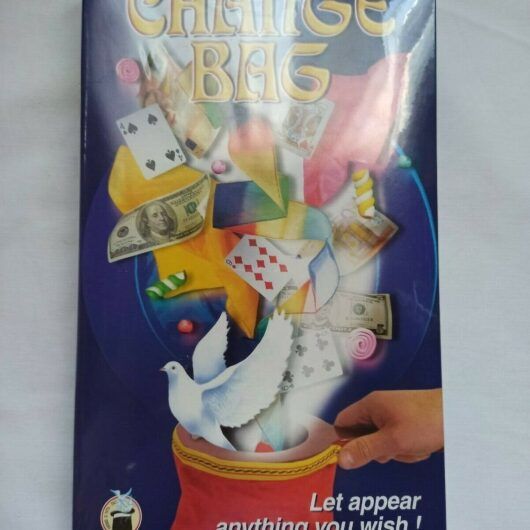 CHANGE
BAG
Let appear
anything you wish !